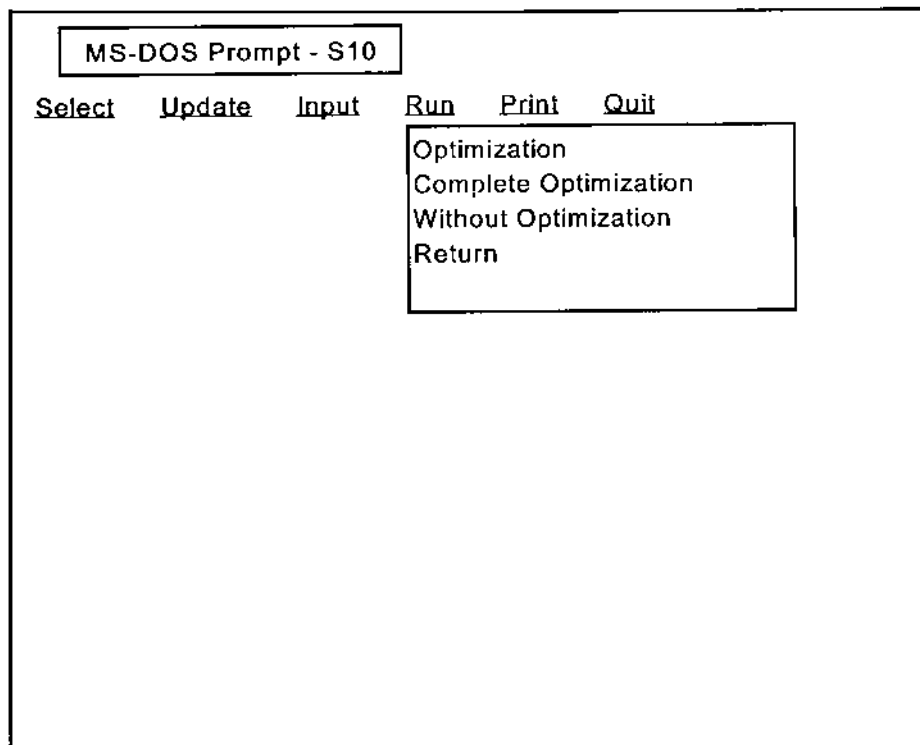 MS-DOS Prompt - S10
Select Update Input Run Print Quit
Optimization
Complete Optimization
Without Optimization
Return